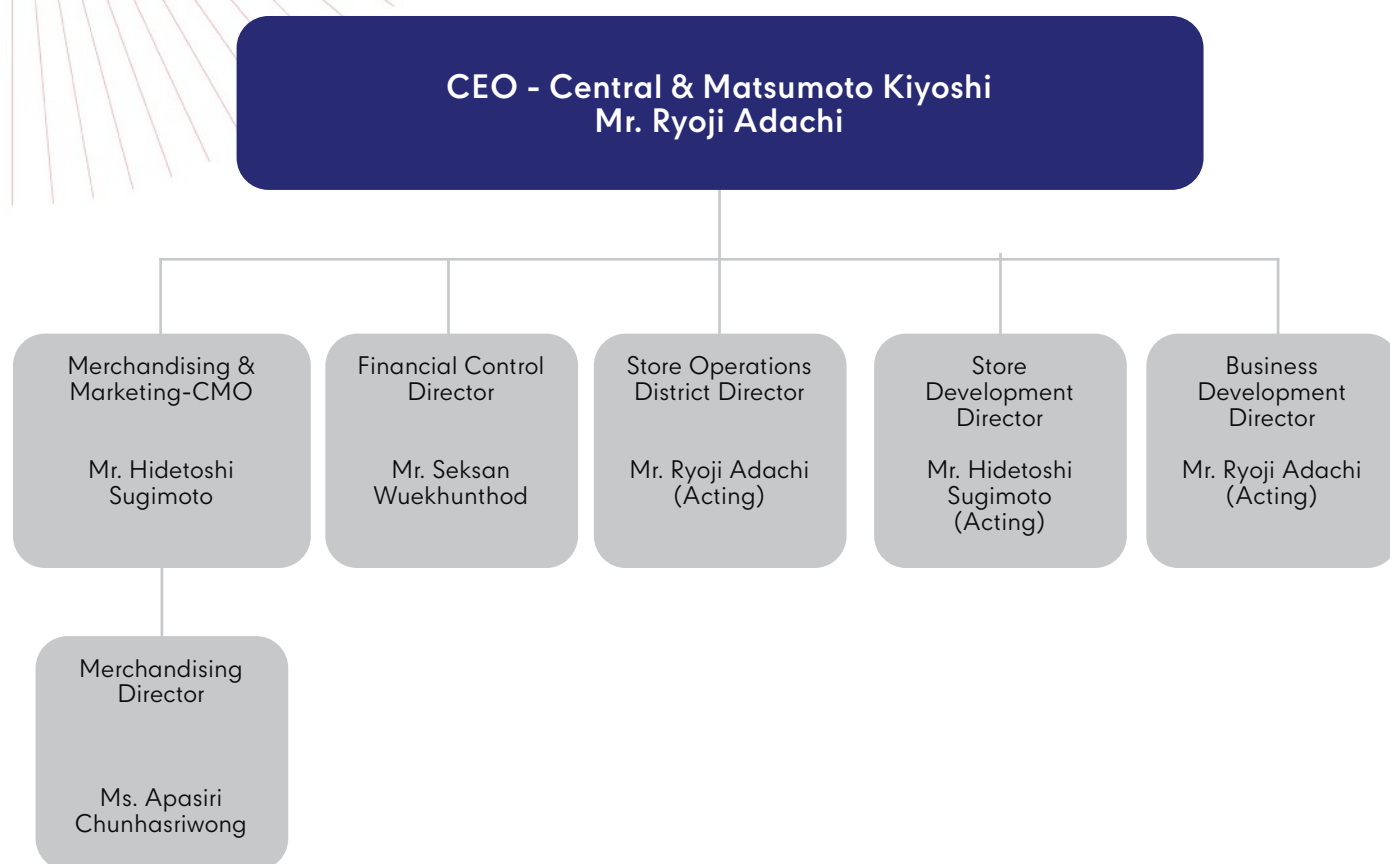 CEO - Central & Matsumoto Kiyoshi
Mr. Ryoji Adachi
Merchandising &
Marketing-CMO
Mr. Hidetoshi
Sugimoto
Financial Control
Director
Mr. Seksan
Wuekhunthod
Store Operations
District Director
Mr. Ryoji Adachi
(Acting)
Store
Development
Director
Mr. Hidetoshi
Sugimoto
(Acting)
Business
Development
Director
Mr. Ryoji Adachi
(Acting)
Merchandising
Director
Ms. Apasiri
Chunhasriwong